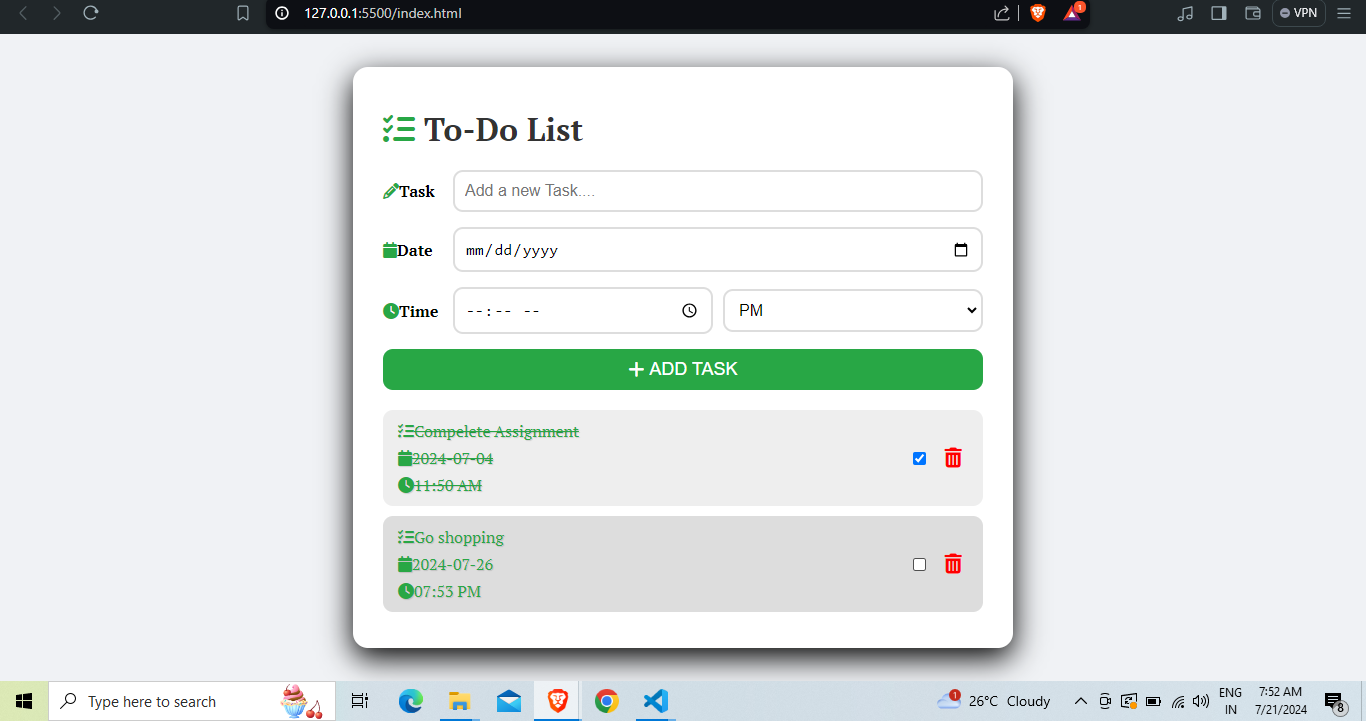 127.0.0.1:5500/index.html
1
VPN
To-Do List
Task
Add a new Task....
Date
mm/dd/yyyy
Time
--:-- --
PM
+ ADD TASK
Compelete Assignment
2024-07-04
11:50 AM
Go shopping
2024-07-26
07:53 PM
Type here to search
1
26°C Cloudy
ENG
IN
7:52 AM
7/21/2024
8